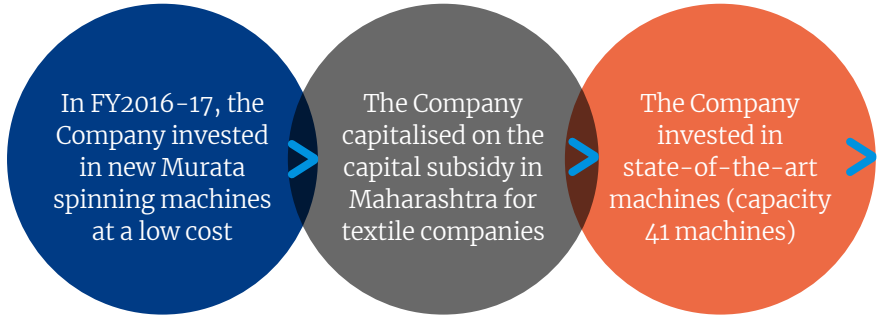 In FY2016-17, the
Company invested
in new Murata
spinning machines
at a low cost
The Company
capitalised on the
capital subsidy in
Maharashtra for
textile companies
The Company
invested in
state-of-the-art
machines (capacity
41 machines)